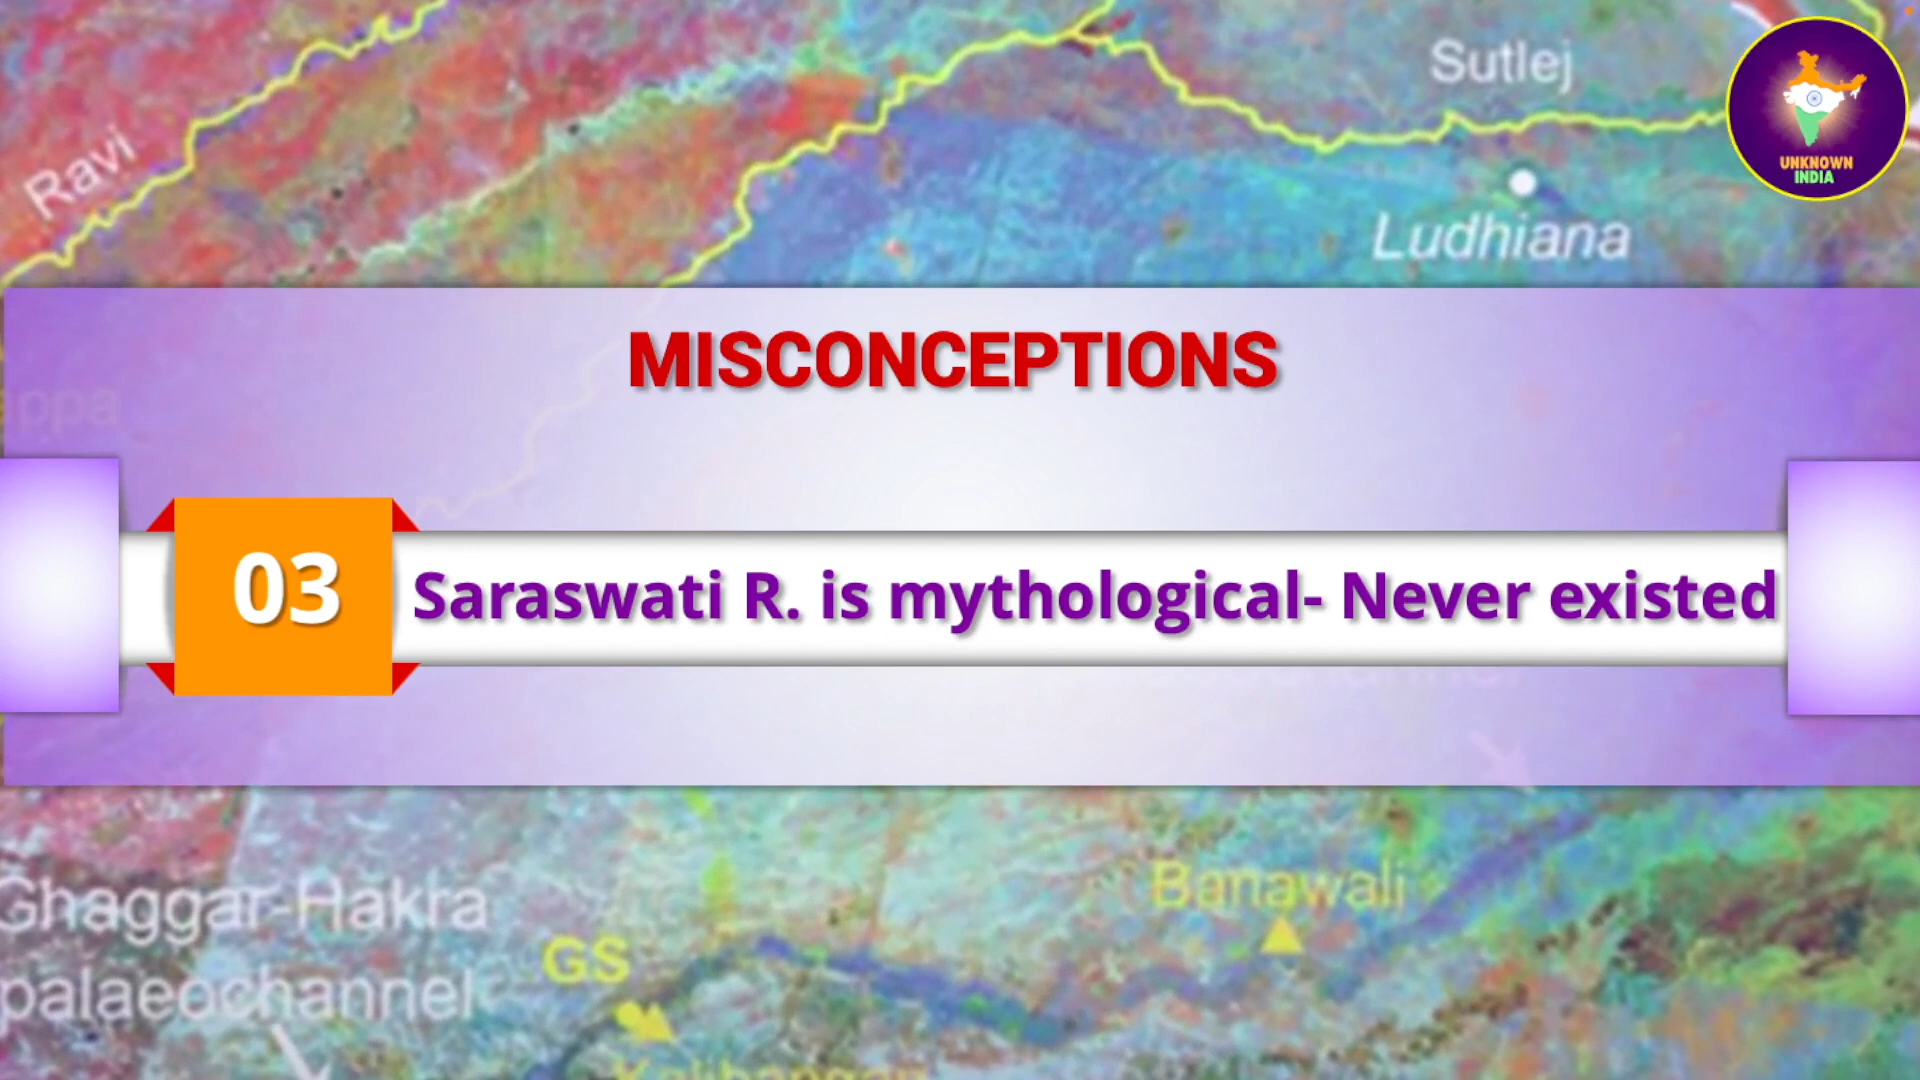 Sutlej
Ravi
UNKNOWN
INDIA
Ludhiana
MISCONCEPTIONS
03
Saraswati R. is mythological- Never existed
Banawali
Ghaggar-Hakra
GS
palaeochannel